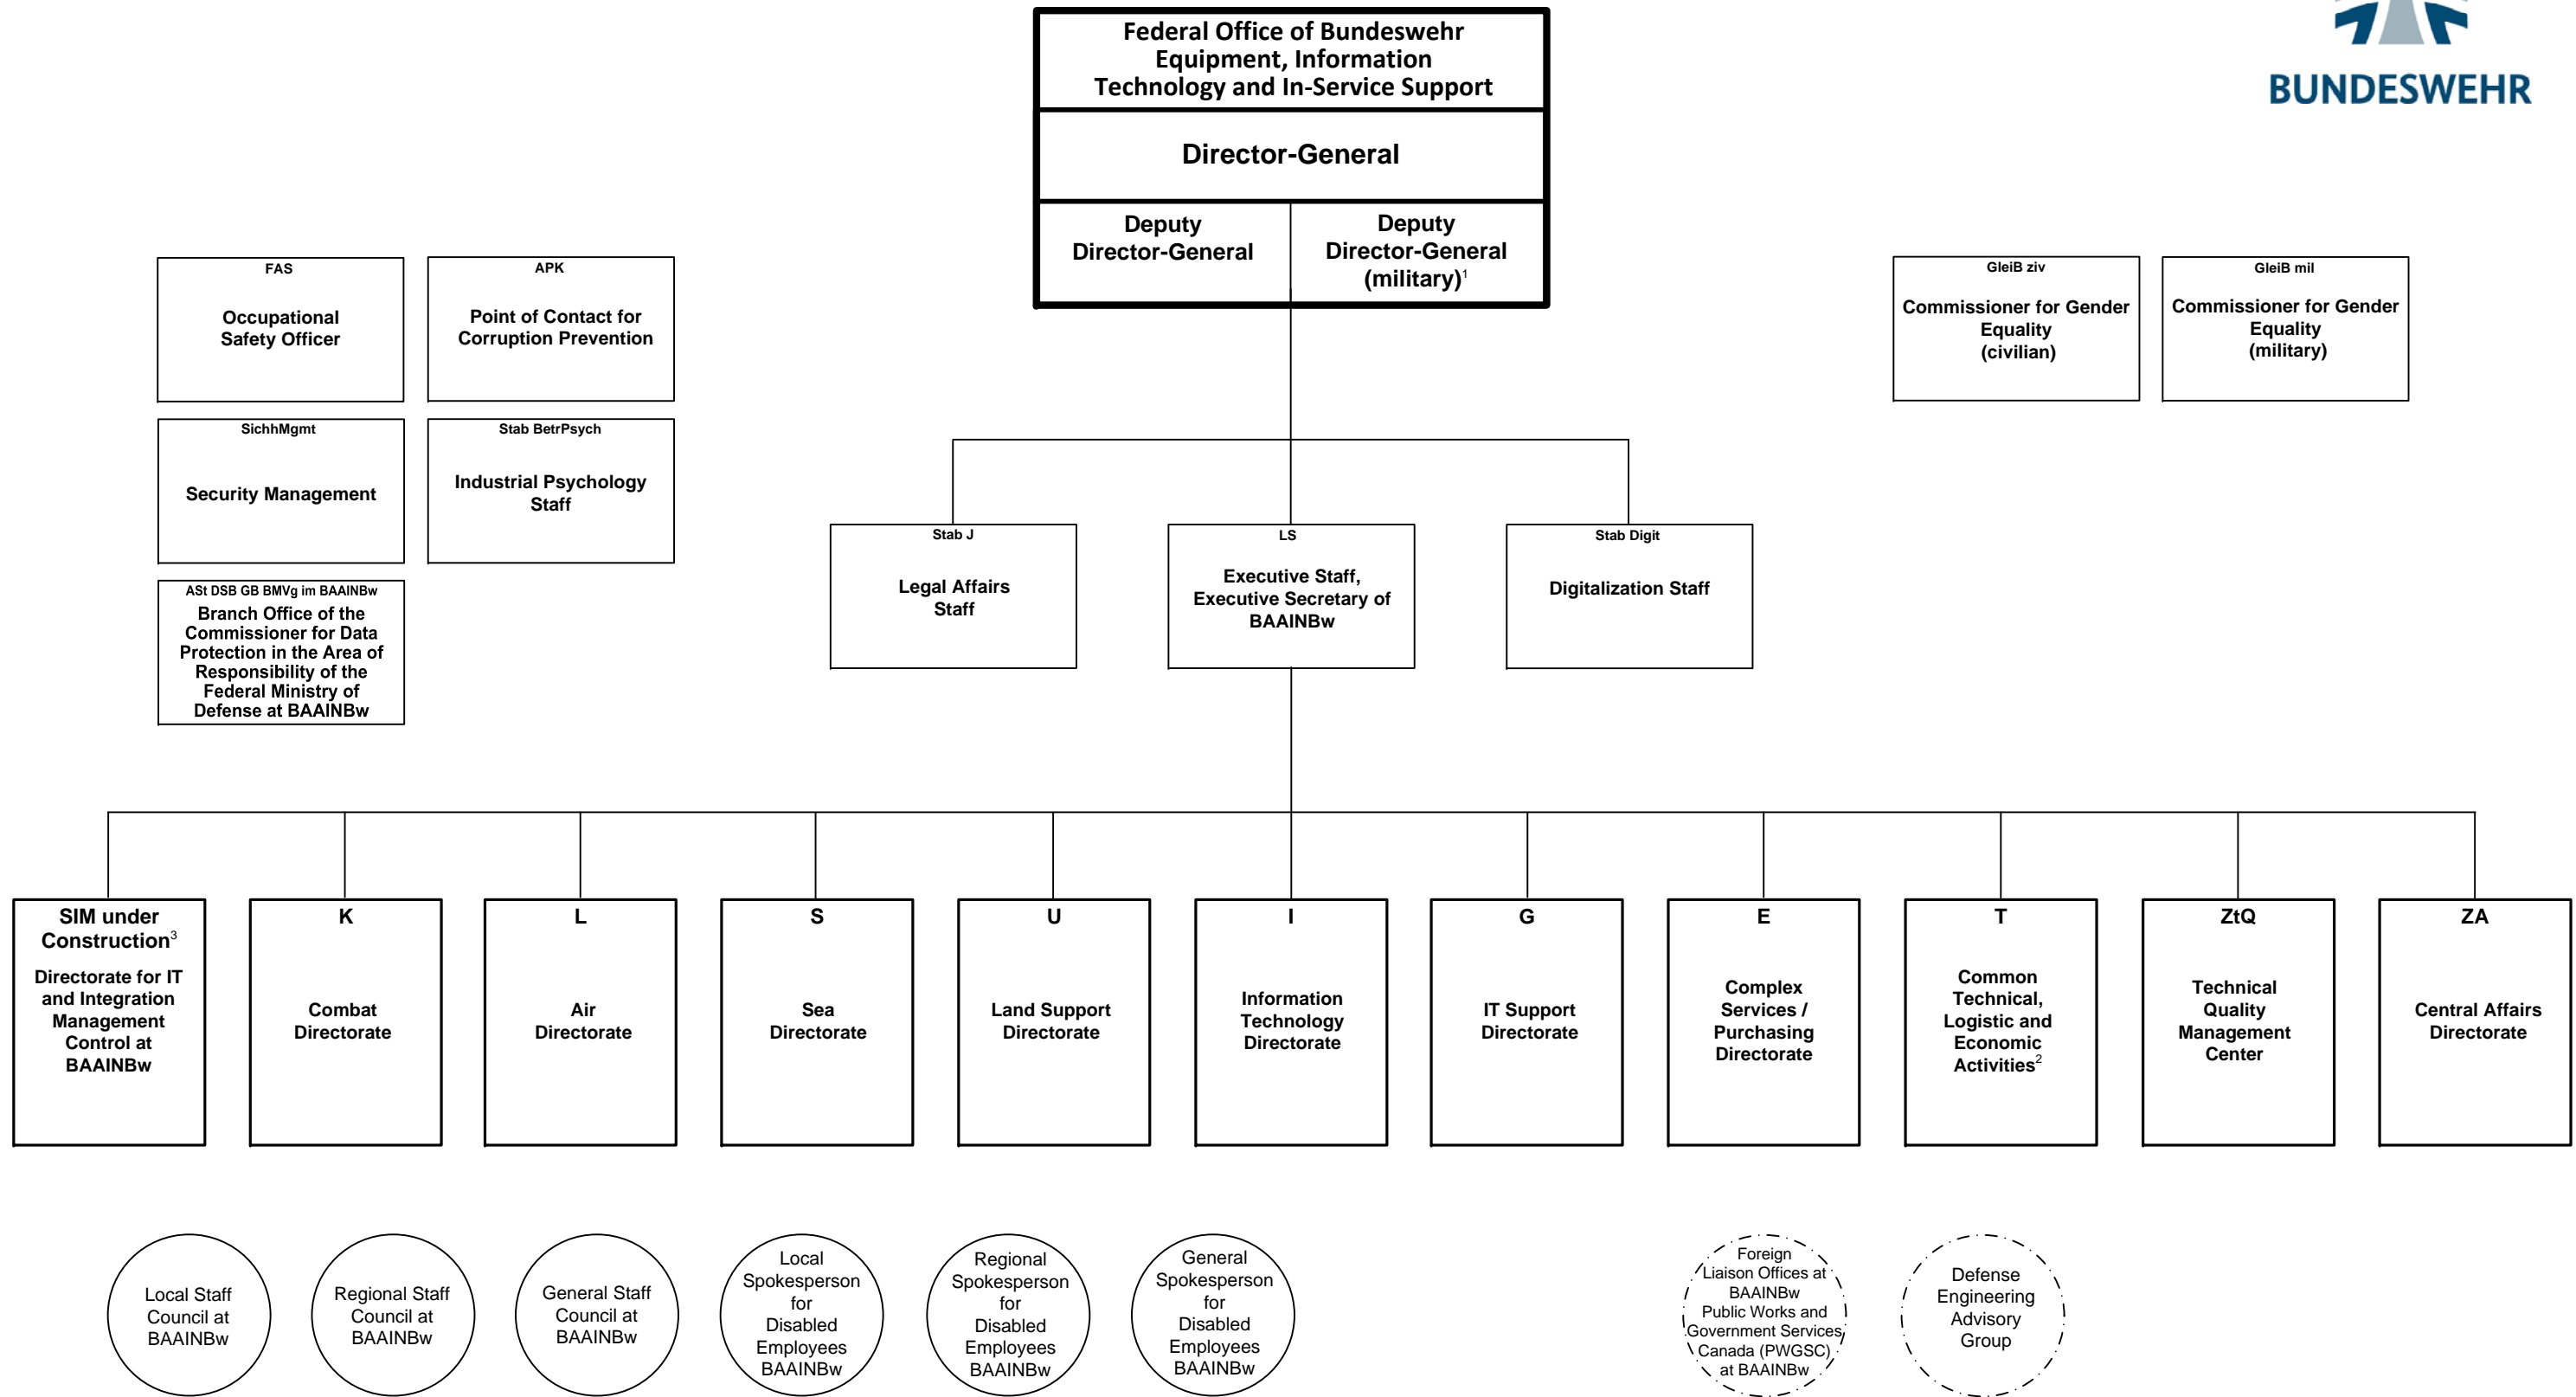 Federal Office of Bundeswehr
Equipment, Information
Technology and In-Service Support
BUNDESWEHR
Director-General
Deputy
Director-General
Deputy
Director-General
(military)1
FAS
Occupational
Safety Officer
APK
Point of Contact for
Corruption Prevention
GleiB ziv
Commissioner for Gender
Equality
(civilian)
GleiB mil
Commissioner for Gender
Equality
(military)
SichhMgmt
Security Management
Stab BetrPsych
Industrial Psychology
Staff
ASt DSB GB BMVg im BAAINBw
Branch Office of the
Commissioner for Data
Protection in the Area of
Responsibility of the
Federal Ministry of
Defense at BAAINBw
Stab J
Legal Affairs
Staff
LS
Executive Staff,
Executive Secretary of
BAAINBw
Stab Digit
Digitalization Staff
SIM under
Construction3
Directorate for IT
and Integration
Management
Control at
BAAINBw
K
Combat
Directorate
L
Air
Directorate
S
Sea
Directorate
U
Land Support
Directorate
I
Information
Technology
Directorate
G
IT Support
Directorate
E
Complex
Services /
Purchasing
Directorate
T
Common
Technical,
Logistic and
Economic
Activities2
ZtQ
Technical
Quality
Management
Center
ZA
Central Affairs
Directorate
Local Staff
Council at
BAAINBw
Regional Staff
Council at
BAAINBw
General Staff
Council at
BAAINBw
Local
Spokesperson
for
Disabled
Employees
BAAINBw
Regional
Spokesperson
for
Disabled
Employees
BAAINBw
General
Spokesperson
for
Disabled
Employees
BAAINBw
Foreign
Liaison Offices at
BAAINBw
Public Works and
Government Services
Canada (PWGSC)
at BAAINBw
Defense
Engineering
Advisory
Group